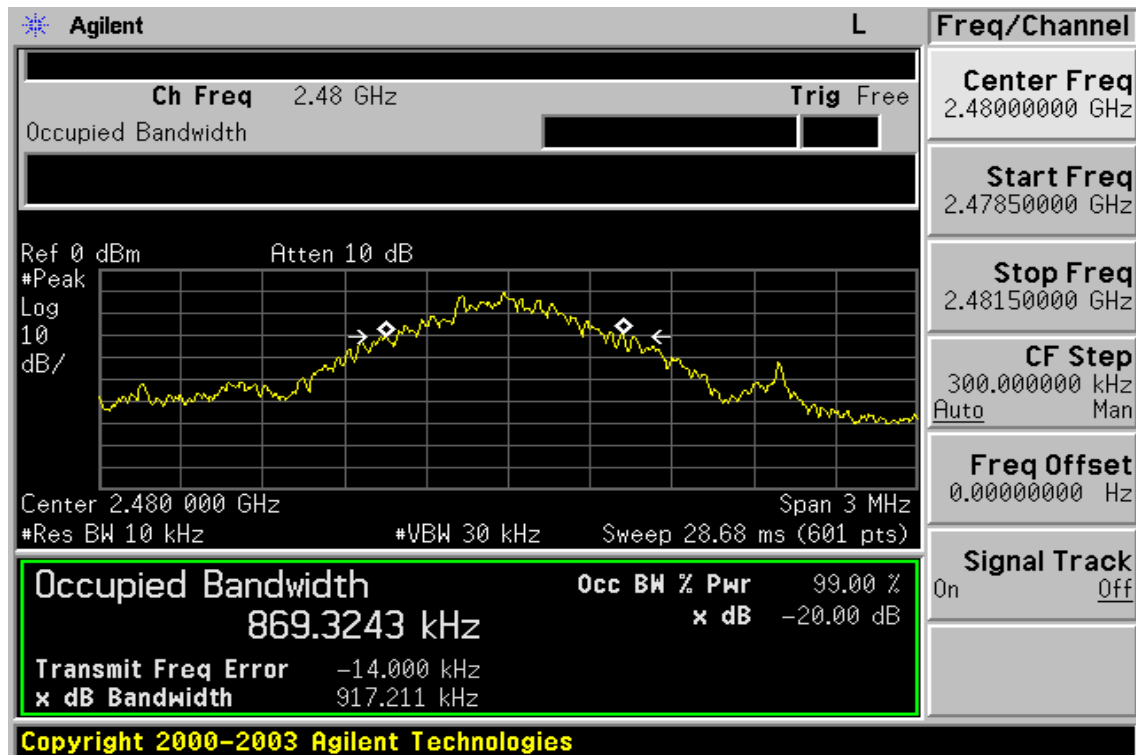 Agilent L
Ch Freq 2.48 GHz Trig Free
Occupied Bandwidth
Ref 0 dBm Atten 10 dB
#Peak
Log
10
dB/
Center 2.480 000 GHz Span 3 MHz
#Res BW 10 kHz #VBW 30 kHz Sweep 28.68 ms (601 pts)
Occupied Bandwidth
869.3243 kHz
Occ BW % Pwr 99.00 %
x dB -20.00 dB
Transmit Freq Error -14.000 kHz
x dB Bandwidth 917.211 kHz
Copyright 2000-2003 Agilent Technologies
Freq/Channel
Center Freq
2.48000000 GHz
Start Freq
2.47850000 GHz
Stop Freq
2.48150000 GHz
CF Step
300.000000 kHz
Auto Man
Freq Offset
0.00000000 Hz
Signal Track
On Off